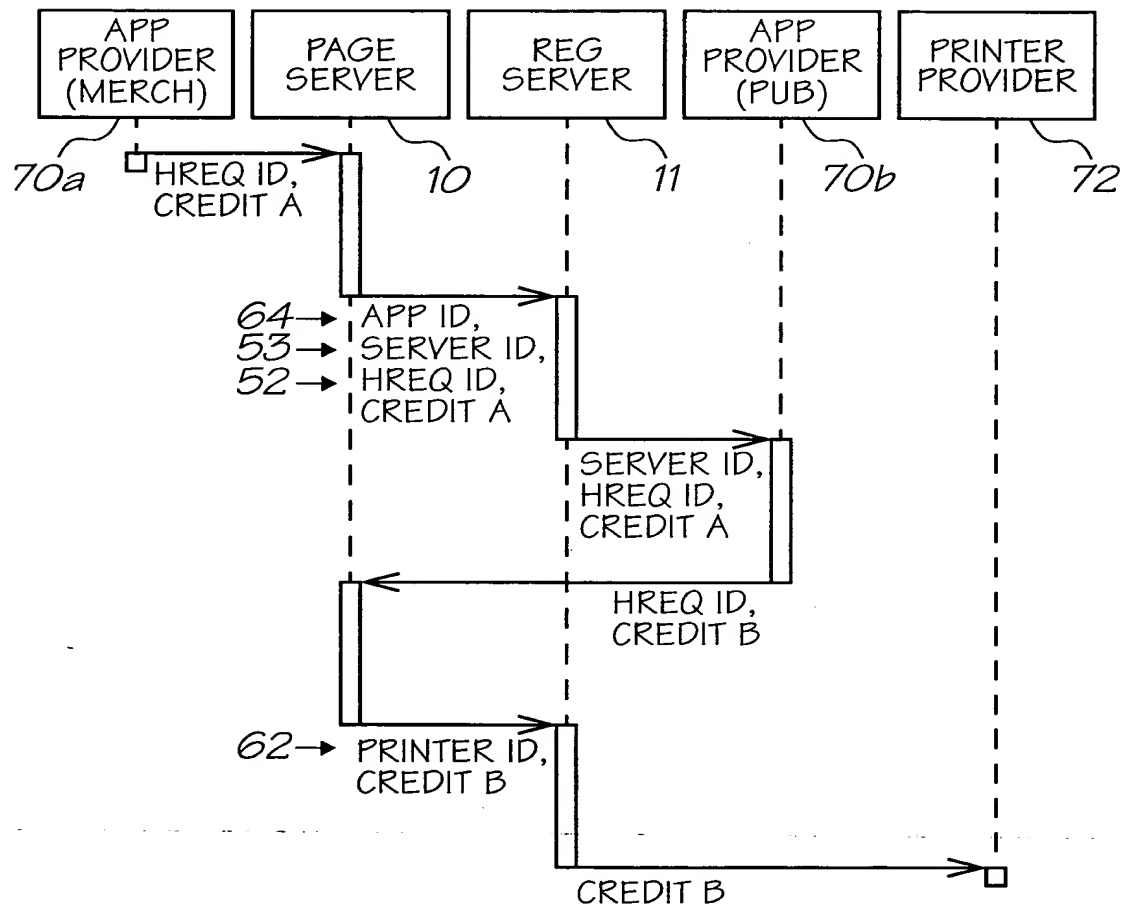 APP
PROVIDER
(MERCH)
PAGE
SERVER
REG
SERVER
APP
PROVIDER
(PUB)
PRINTER
PROVIDER
70a
10
11
70b
72
HREQ ID,
CREDIT A
64
APP ID,
53
SERVER ID,
52
HREQ ID,
CREDIT A
SERVER ID,
HREQ ID,
CREDIT A
HREQ ID,
CREDIT B
62
PRINTER ID,
CREDIT B
CREDIT B